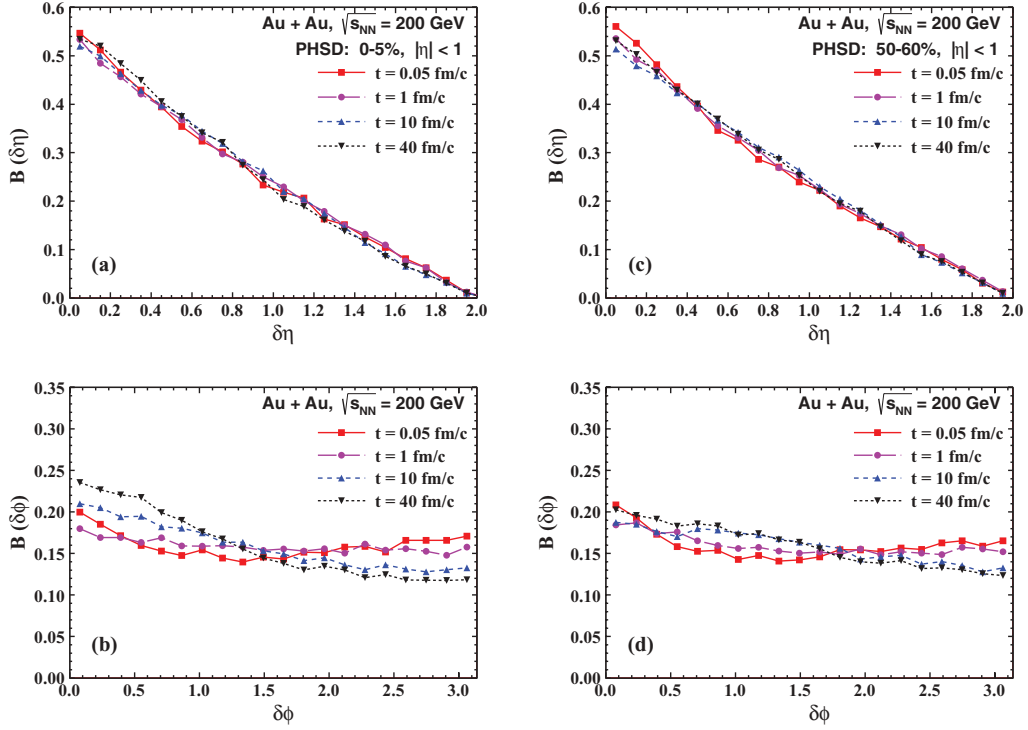 Au + Au, √s_NN = 200 GeV
PHSD: 0-5%, |η| < 1
t = 0.05 fm/c
t = 1 fm/c
t = 10 fm/c
t = 40 fm/c
B (δη)
0.6
0.5
0.4
0.3
0.2
0.1
0.0
(a)
0.0 0.2 0.4 0.6 0.8 1.0 1.2 1.4 1.6 1.8 2.0
δη
Au + Au, √s_NN = 200 GeV
PHSD: 50-60%, |η| < 1
t = 0.05 fm/c
t = 1 fm/c
t = 10 fm/c
t = 40 fm/c
B (δη)
0.6
0.5
0.4
0.3
0.2
0.1
0.0
(c)
0.0 0.2 0.4 0.6 0.8 1.0 1.2 1.4 1.6 1.8 2.0
δη
Au + Au, √s_NN = 200 GeV
t = 0.05 fm/c
t = 1 fm/c
t = 10 fm/c
t = 40 fm/c
B (δϕ)
0.35
0.30
0.25
0.20
0.15
0.10
0.05
0.00
(b)
0.0 0.5 1.0 1.5 2.0 2.5 3.0
δϕ
Au + Au, √s_NN = 200 GeV
t = 0.05 fm/c
t = 1 fm/c
t = 10 fm/c
t = 40 fm/c
B (δϕ)
0.35
0.30
0.25
0.20
0.15
0.10
0.05
0.00
(d)
0.0 0.5 1.0 1.5 2.0 2.5 3.0
δϕ